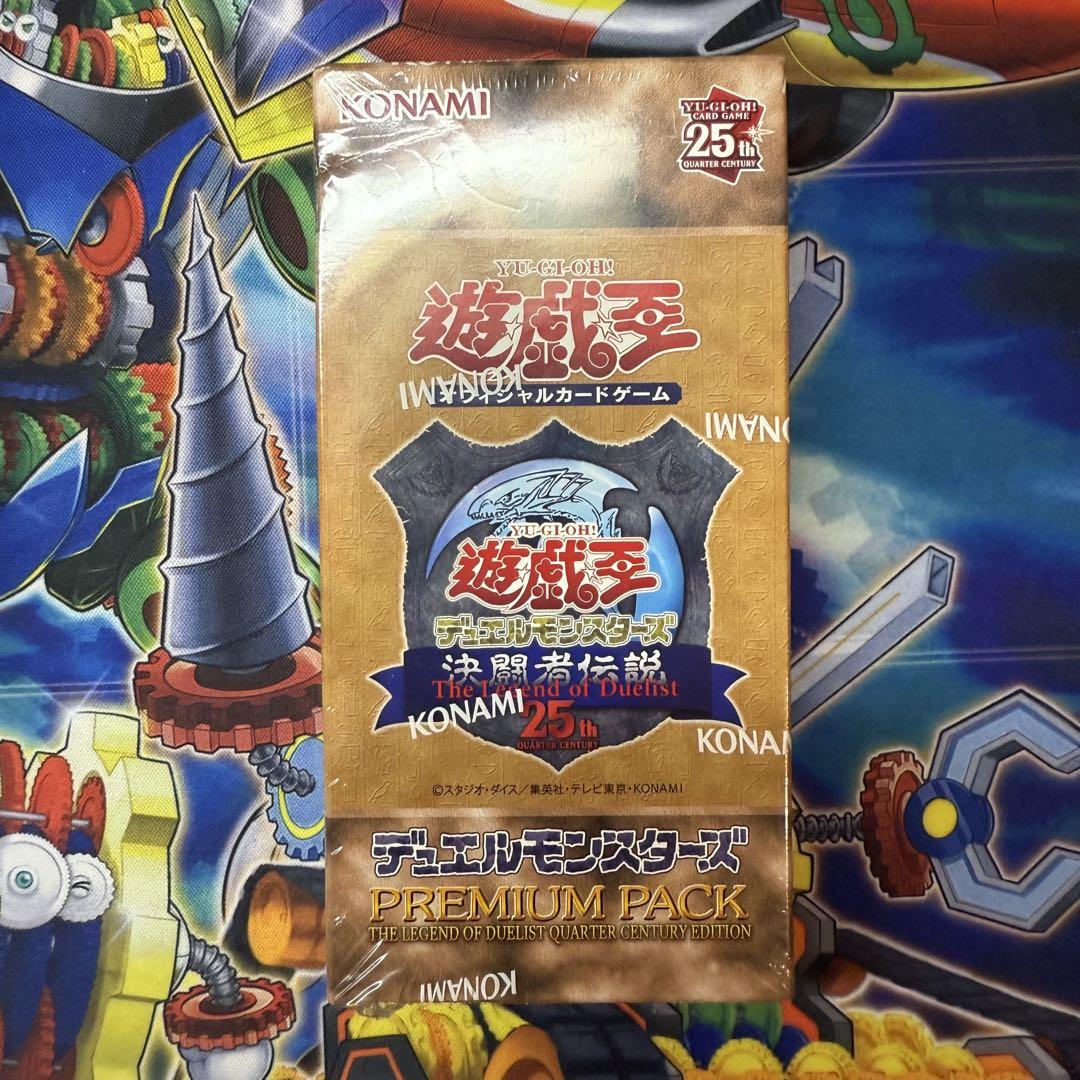 KONAMI
YU-GI-OH!
CARD GAME
25th
QUARTER CENTURY
YU-GI-OH!
遊戯王
オフィシャルカードゲーム
KONAMI
KONAMI
KONAMI
YU-GI-OH!
遊戯王
デュエルモンスターズ
決闘者伝説
The Legend of Duelist
KONAMI
25th
QUARTER CENTURY
KONAMI
©スタジオ・ダイス/集英社・テレビ東京・KONAMI
デュエルモンスターズ
PREMIUM PACK
THE LEGEND OF DUELIST QUARTER CENTURY EDITION
KONAMI